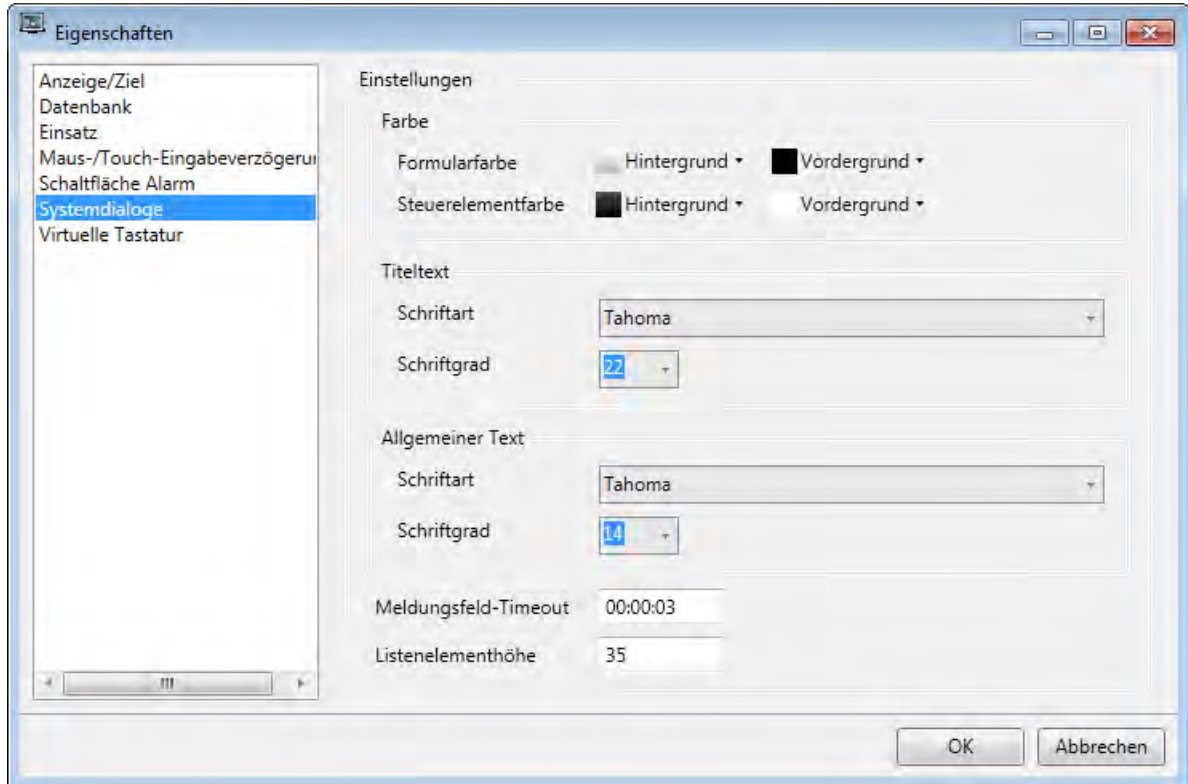 Eigenschaften
Anzeige/Ziel
Datenbank
Einsatz
Maus-/Touch-Eingabeverzögerur
Schaltfläche Alarm
Systemdialoge
Virtuelle Tastatur
Einstellungen
Farbe
Formularfarbe Hintergrund Vordergrund
Steuerelementfarbe Hintergrund Vordergrund
Titeltext
Schriftart Tahoma
Schriftgrad 22
Allgemeiner Text
Schriftart Tahoma
Schriftgrad 14
Meldungsfeld-Timeout 00:00:03
Listenelementhöhe 35
OK Abbrechen